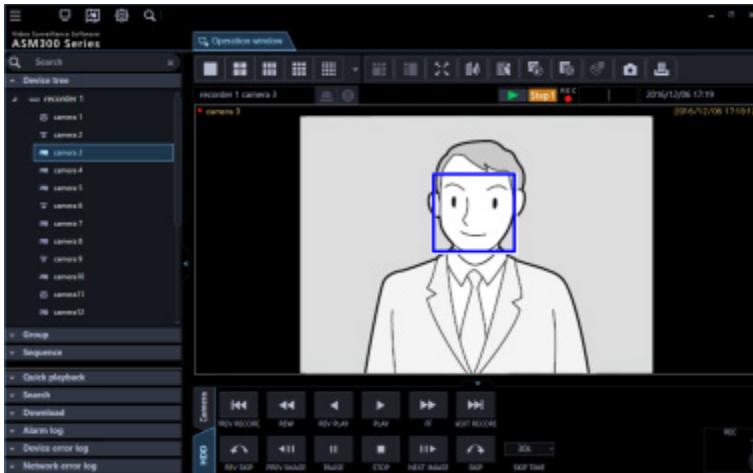 Video Surveillance Software
ASM300 Series
Operation window
Search
Device tree
recorder 1
camera 1
camera 2
camera 3
camera 4
camera 5
camera 6
camera 7
camera 8
camera 9
camera10
camera11
camera12
Group
Sequence
Quick playback
Search
Download
Alarm log
Device error log
Network error log
recorder 1 camera 3
Step1
REC
2016/12/06 17:19
camera 3
Camera
HDD
PREV RECORD
REW
REV PLAY
PLAY
FF
NEXT RECORD
REV SKIP
PREV IMAGE
PAUSE
STOP
NEXT IMAGE
SKIP
SKIP TIME
REC